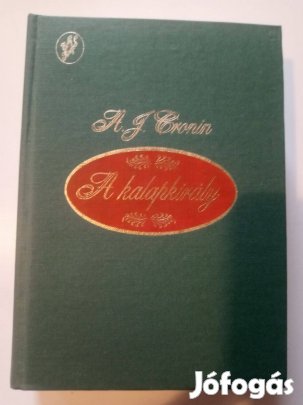 A. J. Cronin
A kalapkirály
Jófogás